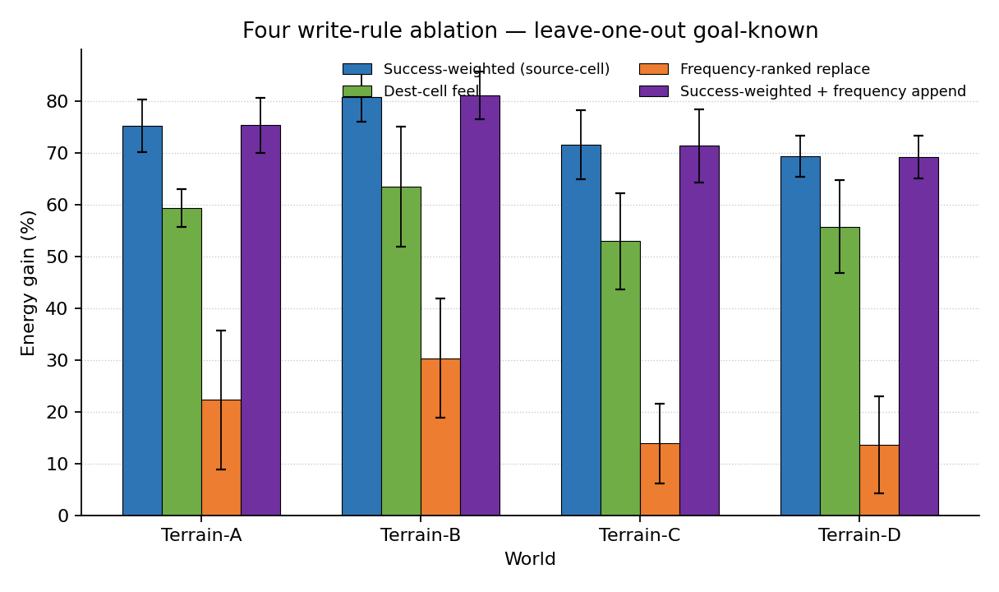 Four write-rule ablation — leave-one-out goal-known
Success-weighted (source-cell)
Frequency-ranked replace
Dest-cell feel
Success-weighted + frequency append
Energy gain (%)
80
70
60
50
40
30
20
10
0
Terrain-A
Terrain-B
Terrain-C
Terrain-D
World